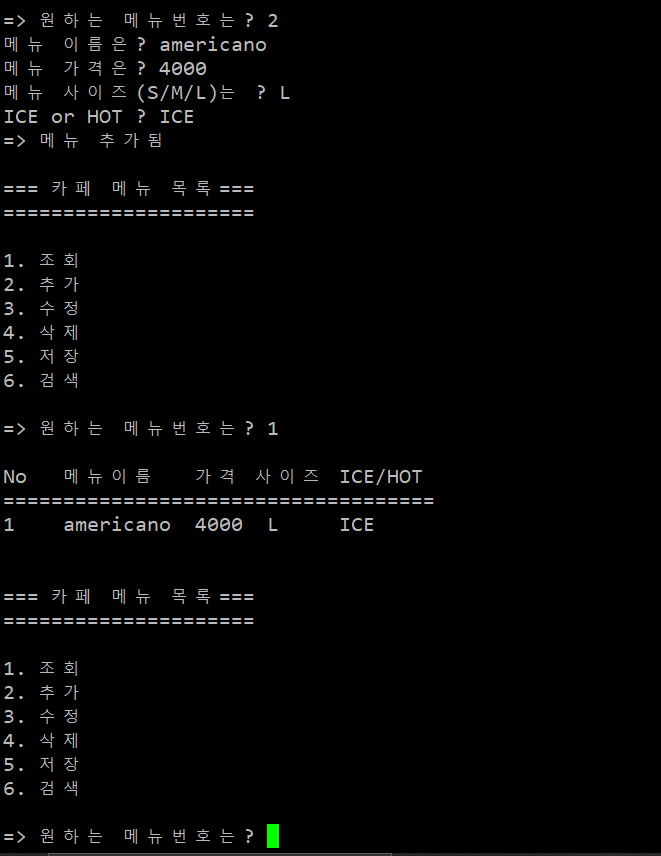 => 원하는 메뉴번호는? 2
메뉴 이름은? americano
메뉴 가격은? 4000
메뉴 사이즈(S/M/L)는 ? L
ICE or HOT ? ICE
=> 메뉴 추가됨
=== 카페 메뉴 목록 ===
=====================
1. 조회
2. 추가
3. 수정
4. 삭제
5. 저장
6. 검색
=> 원하는 메뉴번호는? 1
No 메뉴이름 가격 사이즈 ICE/HOT
====================================
1 americano 4000 L ICE
=== 카페 메뉴 목록 ===
=====================
1. 조회
2. 추가
3. 수정
4. 삭제
5. 저장
6. 검색
=> 원하는 메뉴번호는?